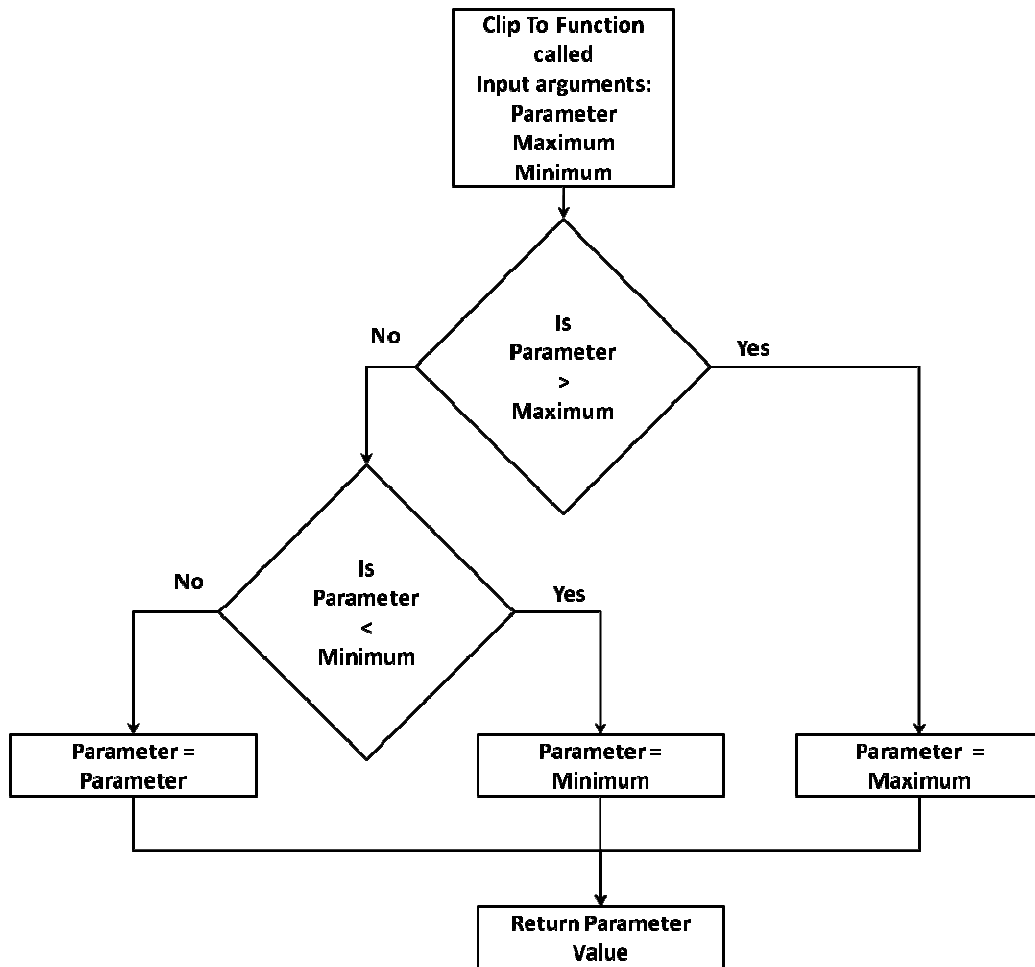 Clip To Function
called
Input arguments:
Parameter
Maximum
Minimum
Is
Parameter
>
Maximum
No
Yes
Is
Parameter
<
Minimum
No
Yes
Parameter =
Parameter
Parameter =
Minimum
Parameter =
Maximum
Return Parameter
Value